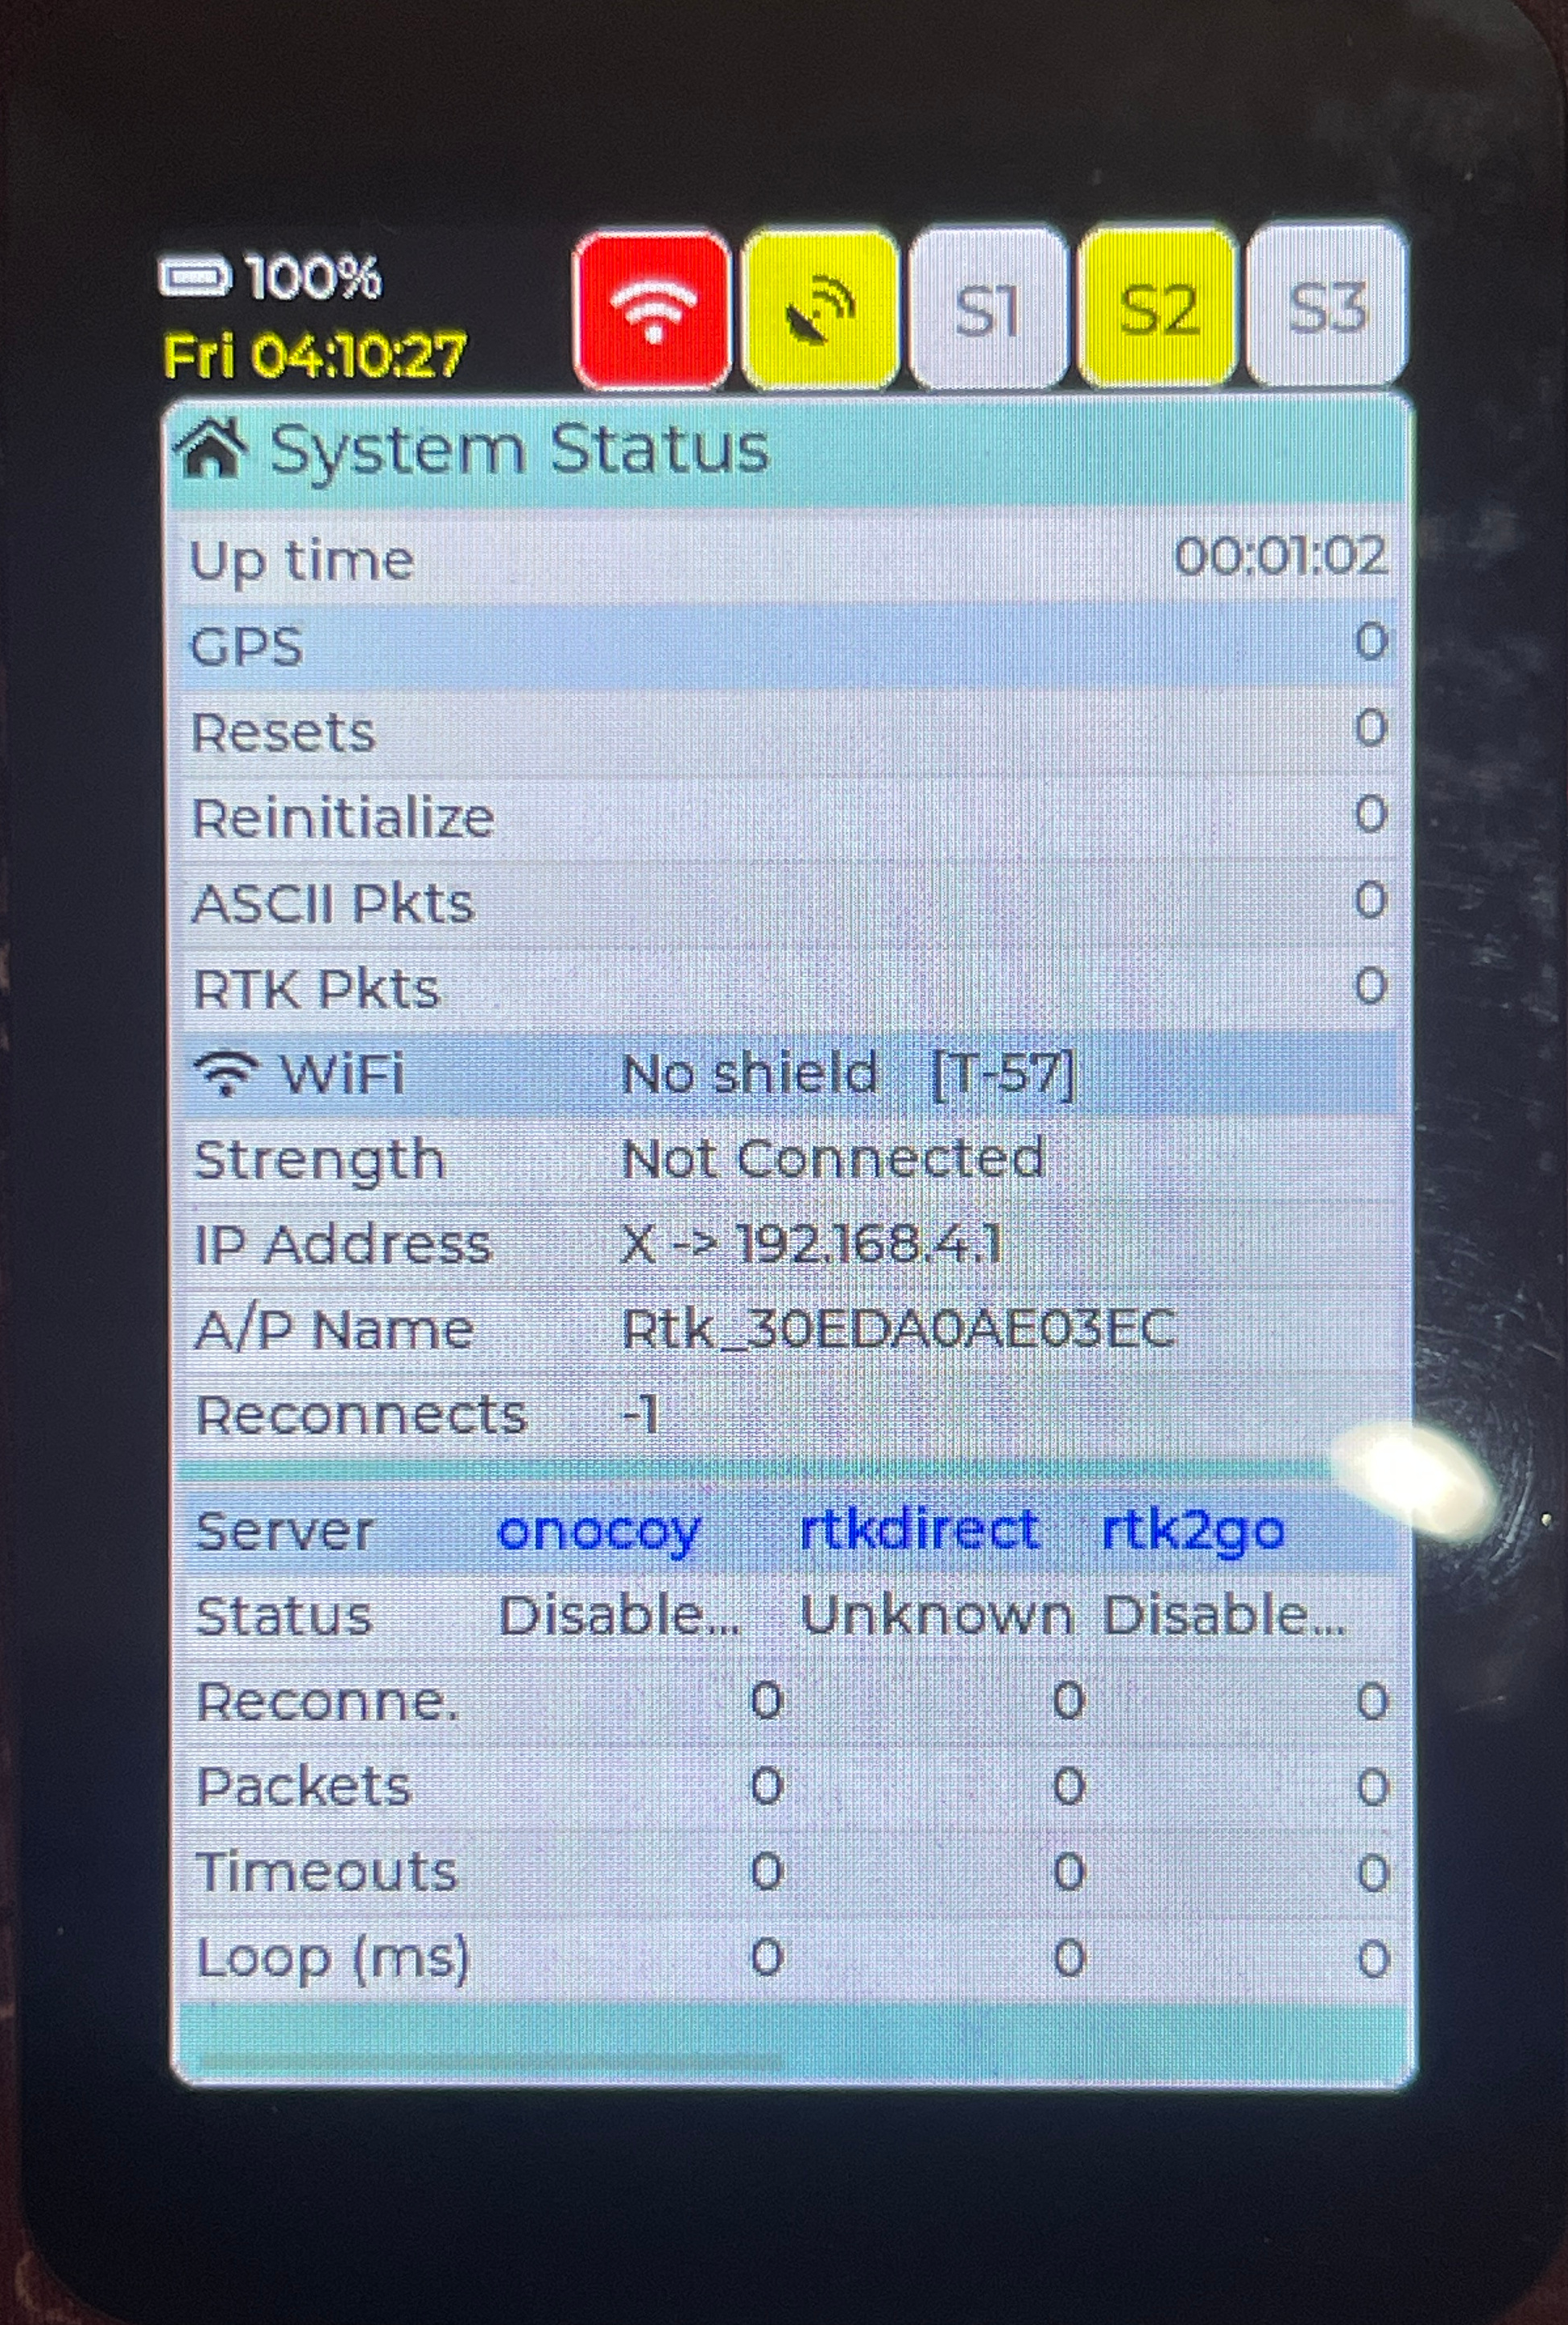 100%
Fri 04:10:27
S1 S2 S3
System Status
Up time 00:01:02
GPS 0
Resets 0
Reinitialize 0
ASCII Pkts 0
RTK Pkts 0
WiFi No shield [T-57]
Strength Not Connected
IP Address X -> 192.168.4.1
A/P Name Rtk_30EDA0AE03EC
Reconnects -1
Server onocoy rtkdirect rtk2go
Status Disable... Unknown Disable...
Reconne. 0 0 0
Packets 0 0 0
Timeouts 0 0 0
Loop (ms) 0 0 0